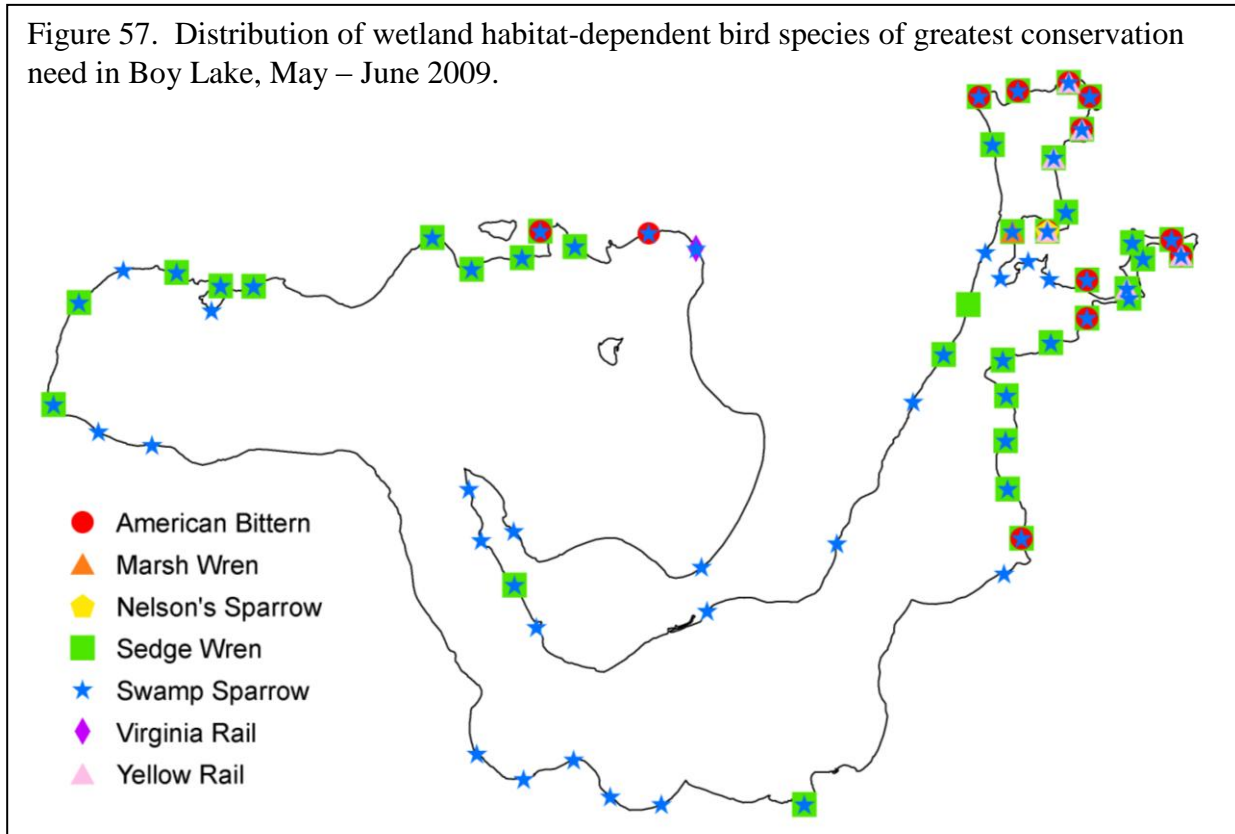 Figure 57.  Distribution of wetland habitat-dependent bird species of greatest conservation
need in Boy Lake, May – June 2009.
American Bittern
Marsh Wren
Nelson's Sparrow
Sedge Wren
Swamp Sparrow
Virginia Rail
Yellow Rail